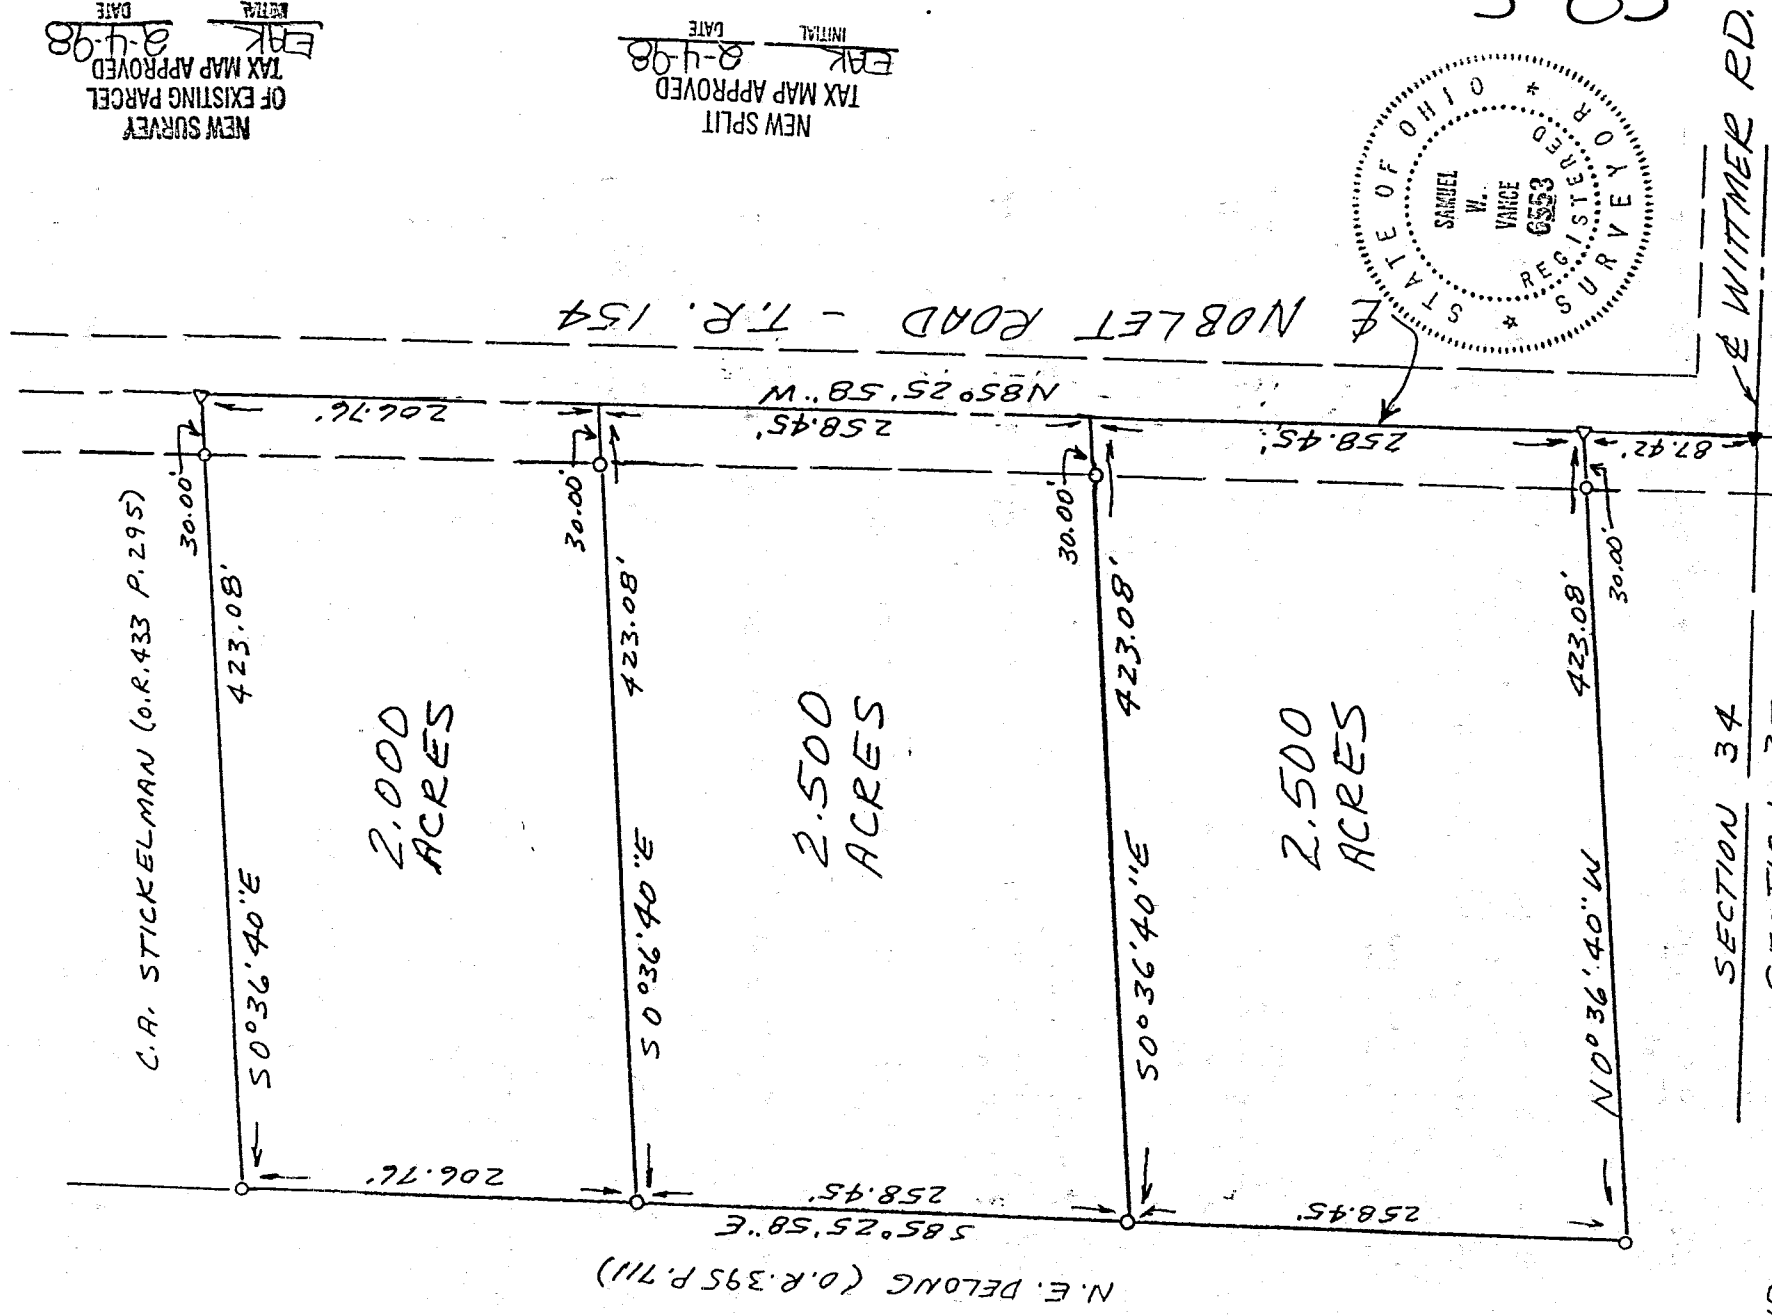 NEW SURVEY
OF EXISTING PARCEL
TAX MAP APPROVED
EAK 2-4-98
INITIAL DATE
NEW SPLIT
TAX MAP APPROVED
EAK 2-4-98
INITIAL DATE
STATE OF OHIO
REGISTERED
SURVEYOR
SAMUEL
W.
VANCE
6553
℄ WITTMER RD.
℄ NOBLET ROAD - T.R. 154
N85°25'58"W
206.76'
258.45'
258.45'
87.42'
30.00'
30.00'
30.00'
30.00'
C.A. STICKELMAN (O.R.433 P.295)
423.08'
S0°36'40"E
2.000
ACRES
423.08'
S0°36'40"E
2.500
ACRES
423.08'
S0°36'40"E
2.500
ACRES
423.08'
N0°36'40"W
SECTION 34
206.76'
258.45'
258.45'
S85°25'58"E
N.E. DELONG (O.R.395 P.711)